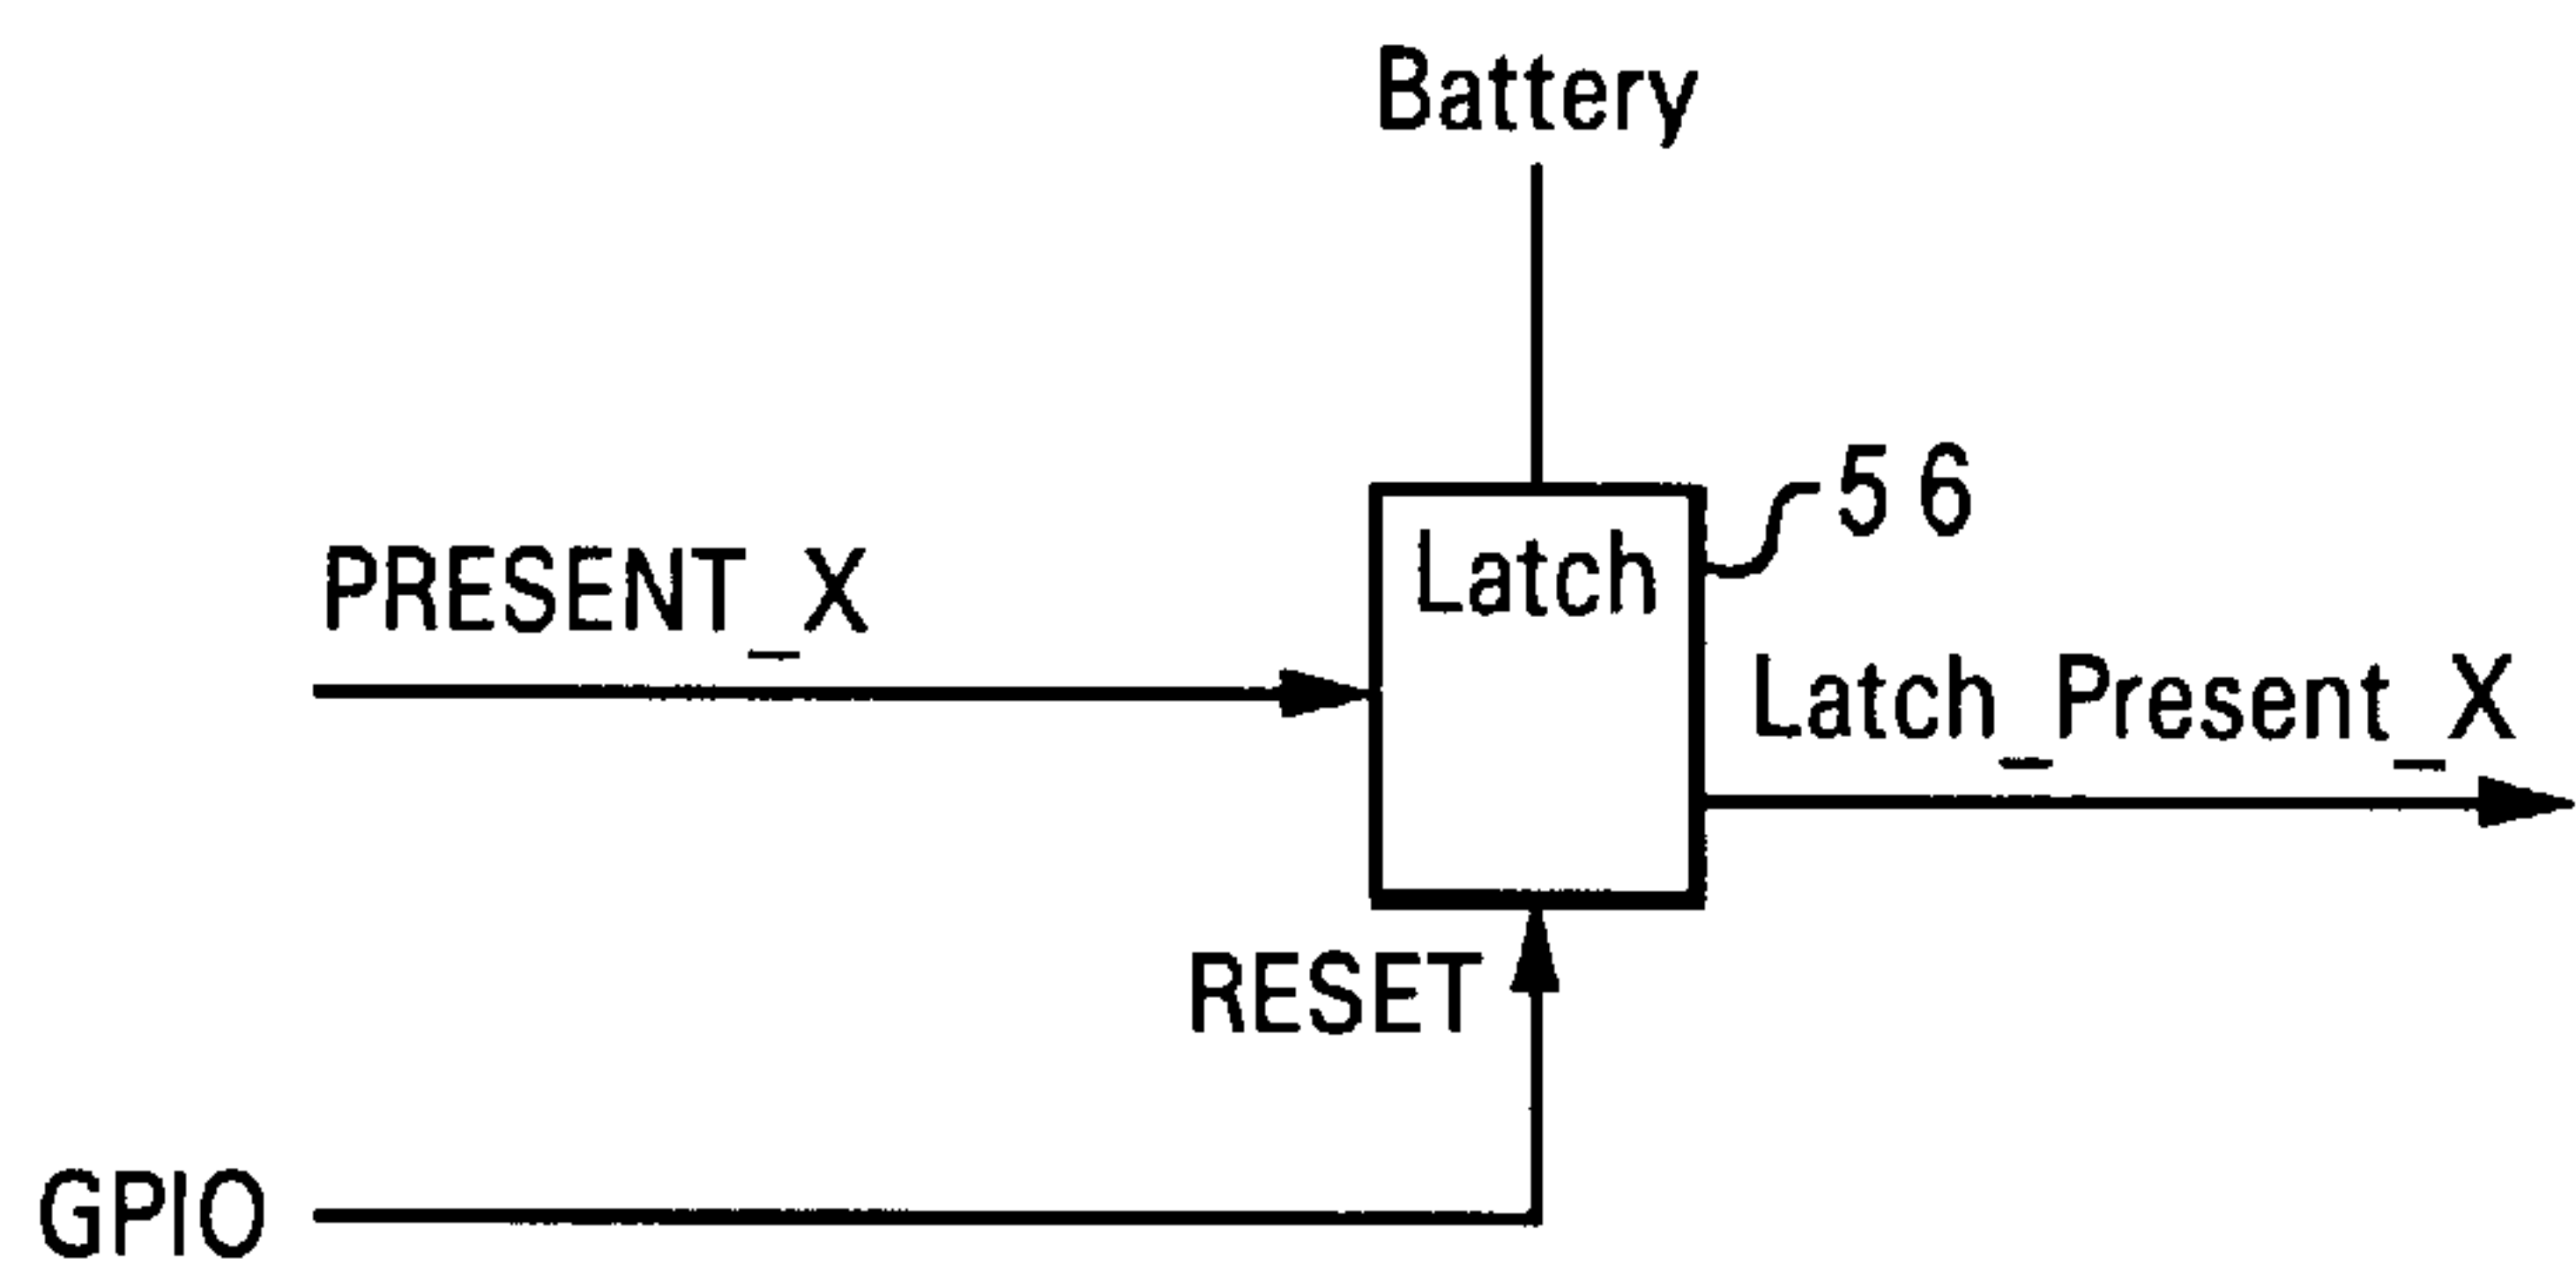 Battery
Latch
56
PRESENT_X
Latch_Present_X
RESET
GPIO